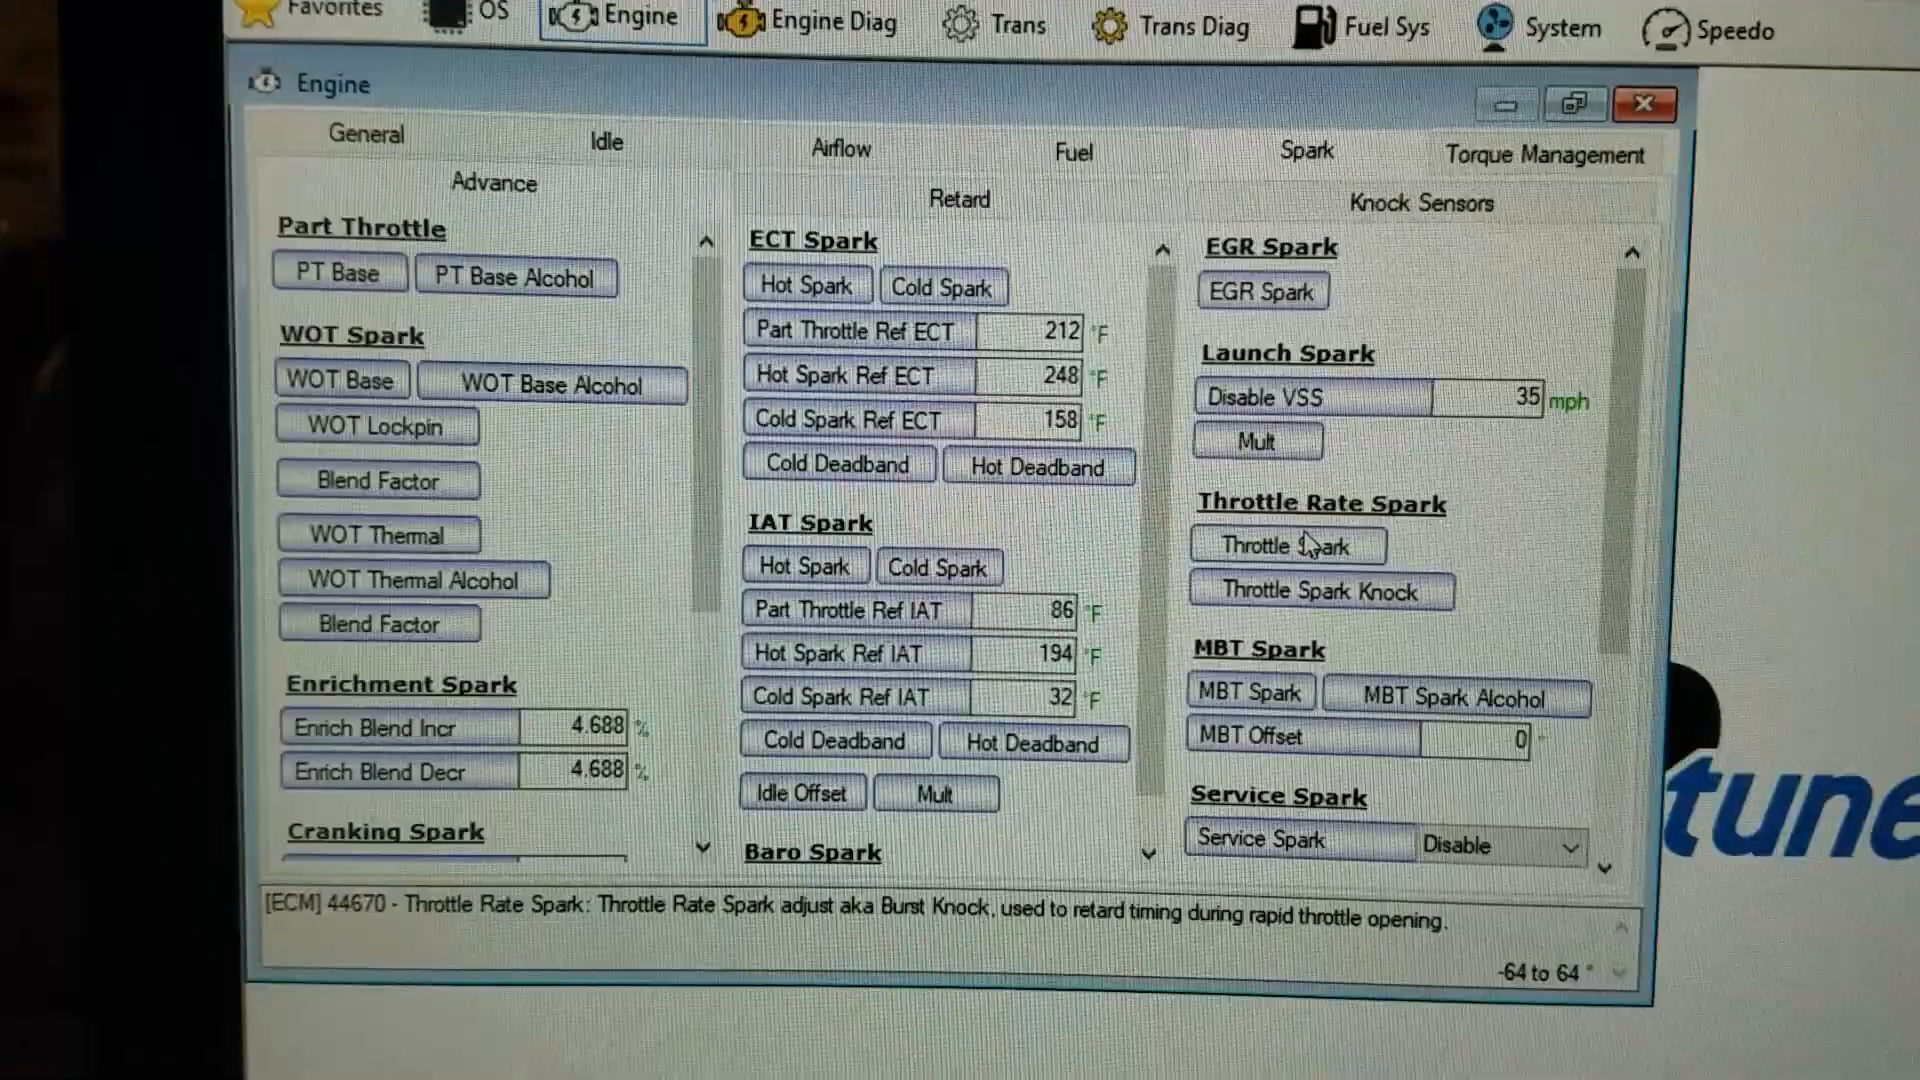 Favorites OS Engine Engine Diag Trans Trans Diag Fuel Sys System Speedo
Engine
General Idle Airflow Fuel Spark Torque Management
Advance Retard Knock Sensors
Part Throttle
PT Base PT Base Alcohol
WOT Spark
WOT Base WOT Base Alcohol
WOT Lockpin
Blend Factor
WOT Thermal
WOT Thermal Alcohol
Blend Factor
Enrichment Spark
Enrich Blend Incr 4.688 %
Enrich Blend Decr 4.688 %
Cranking Spark
ECT Spark
Hot Spark Cold Spark
Part Throttle Ref ECT 212 °F
Hot Spark Ref ECT 248 °F
Cold Spark Ref ECT 158 °F
Cold Deadband Hot Deadband
IAT Spark
Hot Spark Cold Spark
Part Throttle Ref IAT 86 °F
Hot Spark Ref IAT 194 °F
Cold Spark Ref IAT 32 °F
Cold Deadband Hot Deadband
Idle Offset Mult
Baro Spark
EGR Spark
EGR Spark
Launch Spark
Disable VSS 35 mph
Mult
Throttle Rate Spark
Throttle Spark
Throttle Spark Knock
MBT Spark
MBT Spark MBT Spark Alcohol
MBT Offset 0 °
Service Spark
Service Spark Disable
[ECM] 44670 - Throttle Rate Spark: Throttle Rate Spark adjust aka Burst Knock, used to retard timing during rapid throttle opening.
-64 to 64 °
tune